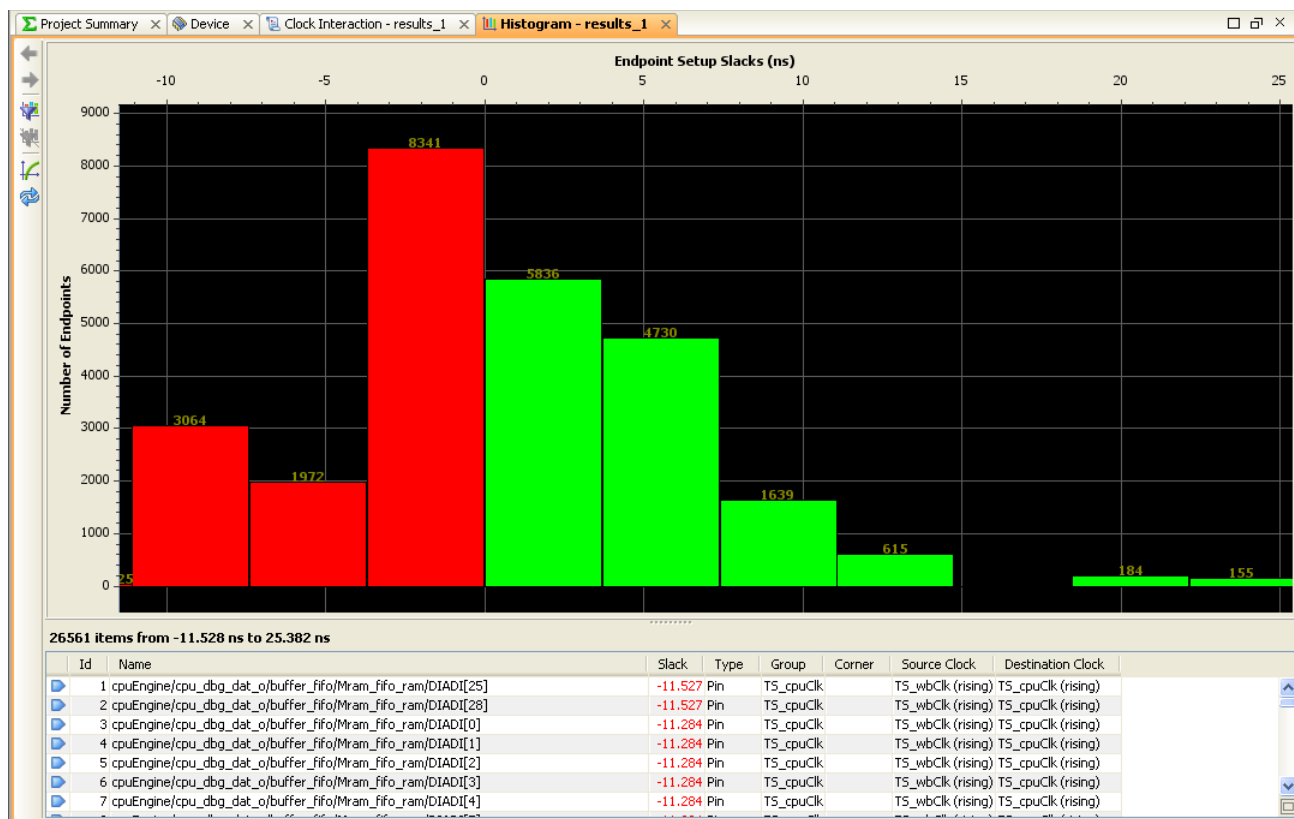 Project Summary Device Clock Interaction - results_1 Histogram - results_1
Endpoint Setup Slacks (ns)
-10 -5 0 5 10 15 20 25
Number of Endpoints
9000
8000
7000
6000
5000
4000
3000
2000
1000
0
25
3064
1972
8341
5836
4730
1639
615
184
155
26561 items from -11.528 ns to 25.382 ns
Id Name Slack Type Group Corner Source Clock Destination Clock
1 cpuEngine/cpu_dbg_dat_o/buffer_fifo/Mram_fifo_ram/DIADI[25] -11.527 Pin TS_cpuClk TS_wbClk (rising) TS_cpuClk (rising)
2 cpuEngine/cpu_dbg_dat_o/buffer_fifo/Mram_fifo_ram/DIADI[28] -11.527 Pin TS_cpuClk TS_wbClk (rising) TS_cpuClk (rising)
3 cpuEngine/cpu_dbg_dat_o/buffer_fifo/Mram_fifo_ram/DIADI[0] -11.284 Pin TS_cpuClk TS_wbClk (rising) TS_cpuClk (rising)
4 cpuEngine/cpu_dbg_dat_o/buffer_fifo/Mram_fifo_ram/DIADI[1] -11.284 Pin TS_cpuClk TS_wbClk (rising) TS_cpuClk (rising)
5 cpuEngine/cpu_dbg_dat_o/buffer_fifo/Mram_fifo_ram/DIADI[2] -11.284 Pin TS_cpuClk TS_wbClk (rising) TS_cpuClk (rising)
6 cpuEngine/cpu_dbg_dat_o/buffer_fifo/Mram_fifo_ram/DIADI[3] -11.284 Pin TS_cpuClk TS_wbClk (rising) TS_cpuClk (rising)
7 cpuEngine/cpu_dbg_dat_o/buffer_fifo/Mram_fifo_ram/DIADI[4] -11.284 Pin TS_cpuClk TS_wbClk (rising) TS_cpuClk (rising)